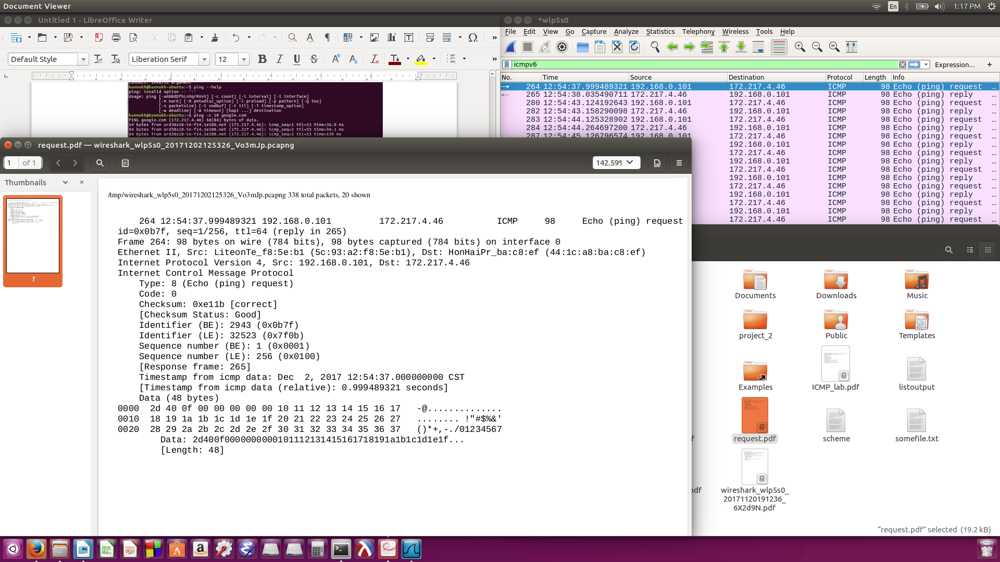 Document Viewer
En
1:17 PM
Untitled 1 - LibreOffice Writer
Default Style
Liberation Serif
12
1 2 3 4 5 6 7
connect: Invalid argument
kunmukh@kunmukh-ubuntu:~$ ping --help
ping: invalid option -- '-'
Usage: ping [-aAbBdDfhLnOqrRUvV] [-c count] [-i interval] [-I interface]
[-m mark] [-M pmtudisc_option] [-l preload] [-p pattern] [-Q tos]
[-s packetsize] [-S sndbuf] [-t ttl] [-T timestamp_option]
[-w deadline] [-W timeout] [hop1 ...] destination
kunmukh@kunmukh-ubuntu:~$ ping -c 10 google.com
PING google.com (172.217.4.46) 56(84) bytes of data.
64 bytes from ord38s18-in-f14.1e100.net (172.217.4.46): icmp_seq=1 ttl=53 time=36.0 ms
64 bytes from ord38s18-in-f14.1e100.net (172.217.4.46): icmp_seq=2 ttl=53 time=34.1 ms
64 bytes from ord38s18-in-f14.1e100.net (172.217.4.46): icmp_seq=3 ttl=53 time=139 ms
*wlp5s0
File Edit View Go Capture Analyze Statistics Telephony Wireless Tools Help
icmpv6
Expression… +
No. Time Source Destination Protocol Length Info
264 12:54:37.999489321 192.168.0.101 172.217.4.46 ICMP 98 Echo (ping) request …
265 12:54:38.035490711 172.217.4.46 192.168.0.101 ICMP 98 Echo (ping) reply …
280 12:54:43.124192643 192.168.0.101 172.217.4.46 ICMP 98 Echo (ping) request …
282 12:54:43.158290098 172.217.4.46 192.168.0.101 ICMP 98 Echo (ping) reply …
283 12:54:44.125328902 192.168.0.101 172.217.4.46 ICMP 98 Echo (ping) request …
284 12:54:44.264697200 172.217.4.46 192.168.0.101 ICMP 98 Echo (ping) reply …
287 12:54:45.126796574 192.168.0.101 172.217.4.46 ICMP 98 Echo (ping) request …
192.168.0.101 ICMP 98 Echo (ping) reply …
172.217.4.46 ICMP 98 Echo (ping) request …
192.168.0.101 ICMP 98 Echo (ping) reply …
172.217.4.46 ICMP 98 Echo (ping) request …
192.168.0.101 ICMP 98 Echo (ping) reply …
172.217.4.46 ICMP 98 Echo (ping) request …
192.168.0.101 ICMP 98 Echo (ping) reply …
172.217.4.46 ICMP 98 Echo (ping) request …
192.168.0.101 ICMP 98 Echo (ping) reply …
172.217.4.46 ICMP 98 Echo (ping) request …
request.pdf — wireshark_wlp5s0_20171202125326_Vo3mJp.pcapng
1 of 1
142.59%
Thumbnails
1
/tmp/wireshark_wlp5s0_20171202125326_Vo3mJp.pcapng 338 total packets, 20 shown
264 12:54:37.999489321 192.168.0.101 172.217.4.46 ICMP 98 Echo (ping) request
id=0x0b7f, seq=1/256, ttl=64 (reply in 265)
Frame 264: 98 bytes on wire (784 bits), 98 bytes captured (784 bits) on interface 0
Ethernet II, Src: LiteonTe_f8:5e:b1 (5c:93:a2:f8:5e:b1), Dst: HonHaiPr_ba:c8:ef (44:1c:a8:ba:c8:ef)
Internet Protocol Version 4, Src: 192.168.0.101, Dst: 172.217.4.46
Internet Control Message Protocol
Type: 8 (Echo (ping) request)
Code: 0
Checksum: 0xe11b [correct]
[Checksum Status: Good]
Identifier (BE): 2943 (0x0b7f)
Identifier (LE): 32523 (0x7f0b)
Sequence number (BE): 1 (0x0001)
Sequence number (LE): 256 (0x0100)
[Response frame: 265]
Timestamp from icmp data: Dec  2, 2017 12:54:37.000000000 CST
[Timestamp from icmp data (relative): 0.999489321 seconds]
Data (48 bytes)
0000 2d 40 0f 00 00 00 00 00 10 11 12 13 14 15 16 17 -@..............
0010 18 19 1a 1b 1c 1d 1e 1f 20 21 22 23 24 25 26 27 ........ !"#$%&'
0020 28 29 2a 2b 2c 2d 2e 2f 30 31 32 33 34 35 36 37 ()*+,-./01234567
Data: 2d400f0000000000101112131415161718191a1b1c1d1e1f...
[Length: 48]
Documents
Downloads
Music
project_2
Public
Templates
Examples
ICMP_lab.pdf
listoutput
f
request.pdf
scheme
somefile.txt
odf
wireshark_wlp5s0_
20171120191236_
6X2d9N.pdf
“request.pdf” selected (19.2 kB)